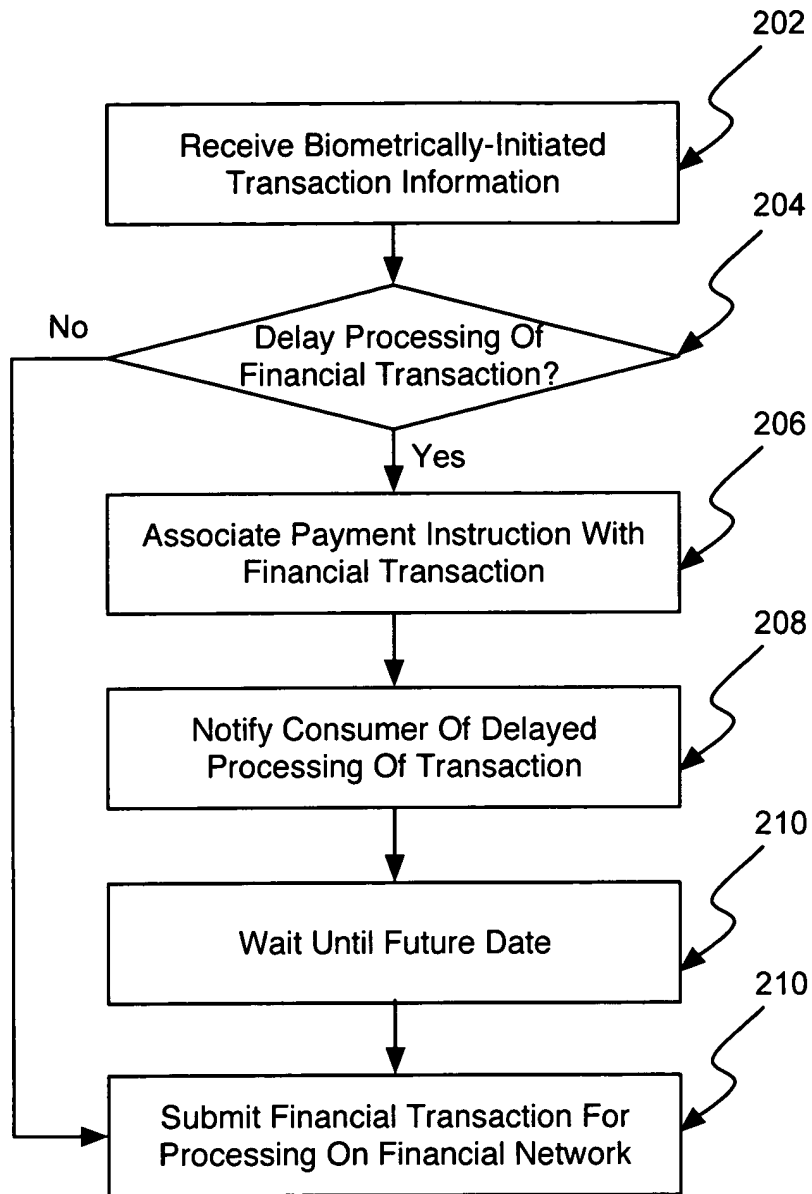 202
Receive Biometrically-Initiated
Transaction Information
204
No
Delay Processing Of
Financial Transaction?
Yes
206
Associate Payment Instruction With
Financial Transaction
208
Notify Consumer Of Delayed
Processing Of Transaction
210
Wait Until Future Date
210
Submit Financial Transaction For
Processing On Financial Network